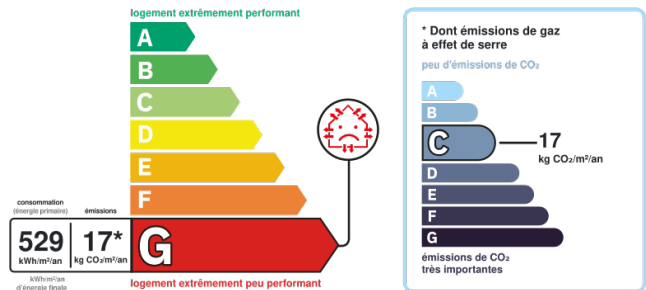 logement extrêmement performant
A
B
C
D
E
F
consommation
(énergie primaire)
émissions
529
kWh/m²/an
17*
kg CO₂/m²/an
G
kWh/m²/an
d'énergie finale
logement extrêmement peu performant
* Dont émissions de gaz
à effet de serre
peu d'émissions de CO₂
A
B
C
17
kg CO₂/m²/an
D
E
F
G
émissions de CO₂
très importantes